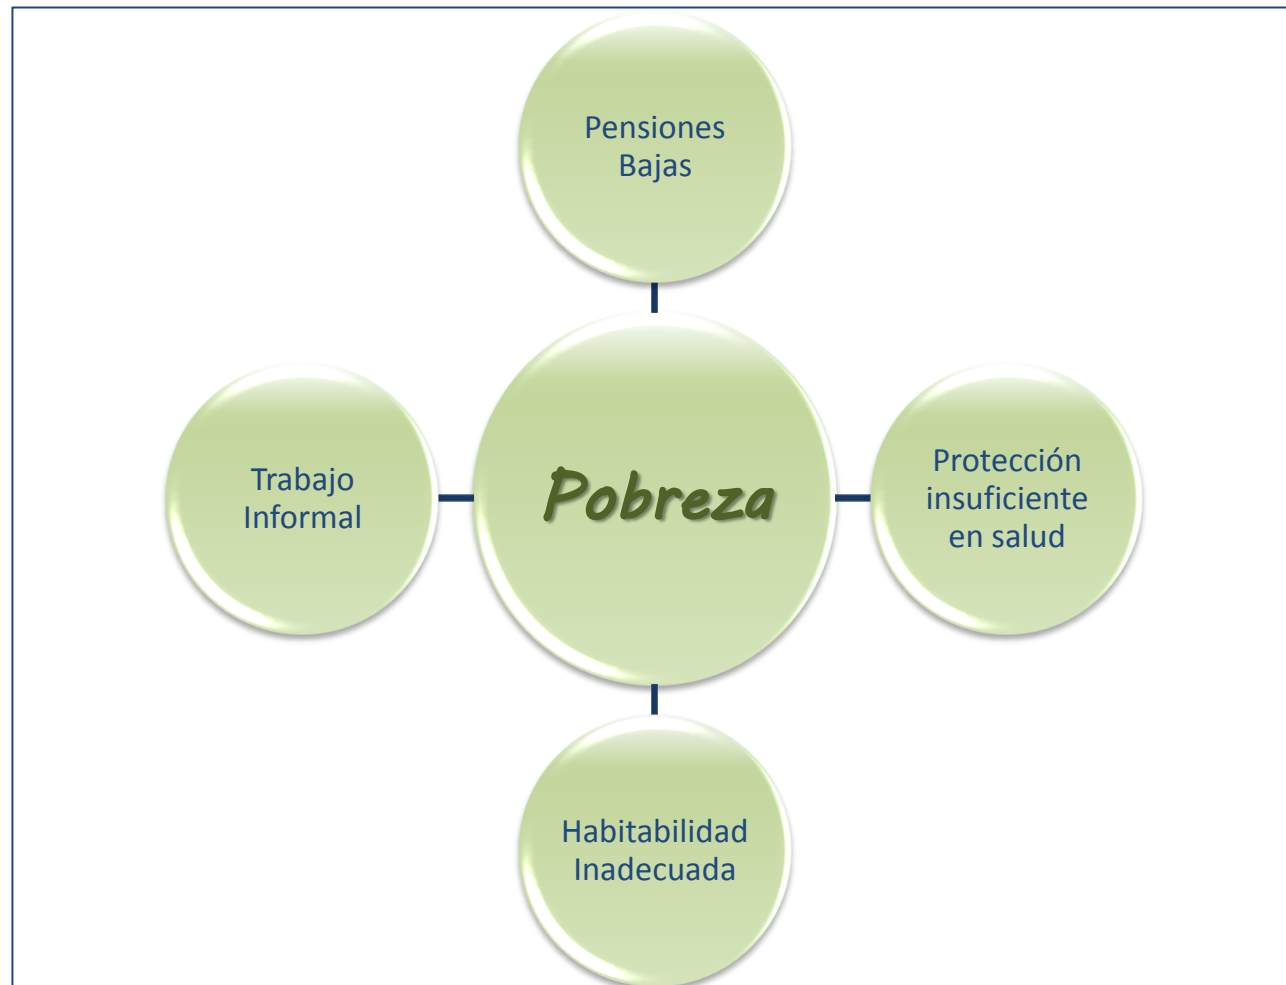 Pensiones
Bajas
Trabajo
Informal
Pobreza
Protección
insuficiente
en salud
Habitabilidad
Inadecuada